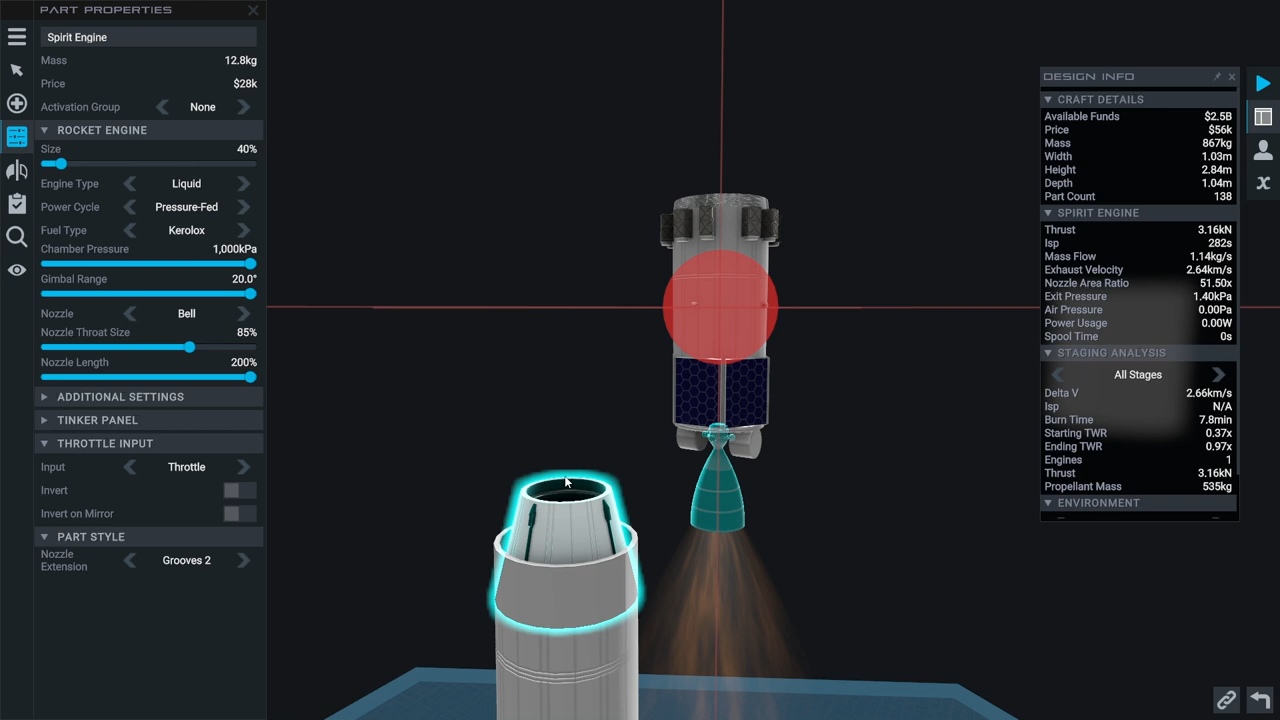 PART PROPERTIES
Spirit Engine
Mass 12.8kg
Price $28k
Activation Group None
ROCKET ENGINE
Size 40%
Engine Type Liquid
Power Cycle Pressure-Fed
Fuel Type Kerolox
Chamber Pressure 1,000kPa
Gimbal Range 20.0°
Nozzle Bell
Nozzle Throat Size 85%
Nozzle Length 200%
ADDITIONAL SETTINGS
TINKER PANEL
THROTTLE INPUT
Input Throttle
Invert
Invert on Mirror
PART STYLE
Nozzle Extension Grooves 2
DESIGN INFO
CRAFT DETAILS
Available Funds $2.5B
Price $56k
Mass 867kg
Width 1.03m
Height 2.84m
Depth 1.04m
Part Count 138
SPIRIT ENGINE
Thrust 3.16kN
Isp 282s
Mass Flow 1.14kg/s
Exhaust Velocity 2.64km/s
Nozzle Area Ratio 51.50x
Exit Pressure 1.40kPa
Air Pressure 0.00Pa
Power Usage 0.00W
Spool Time 0s
STAGING ANALYSIS
All Stages
Delta V 2.66km/s
Isp N/A
Burn Time 7.8min
Starting TWR 0.37x
Ending TWR 0.97x
Engines 1
Thrust 3.16kN
Propellant Mass 535kg
ENVIRONMENT